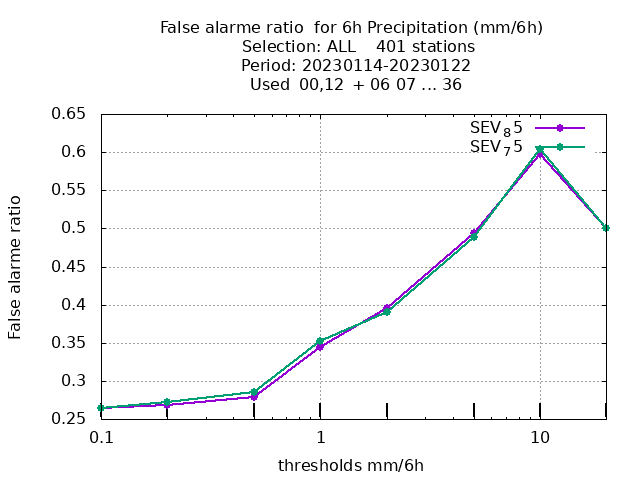 False alarme ratio  for 6h Precipitation (mm/6h)
Selection: ALL    401 stations
Period: 20230114-20230122
Used  00,12  + 06 07 ... 36
SEV₈5
SEV₇5
0.65
0.6
0.55
0.5
0.45
0.4
0.35
0.3
0.25
False alarme ratio
0.1 1 10
thresholds mm/6h